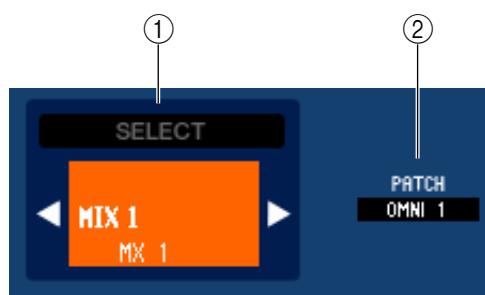 ① ②
SELECT
PATCH
OMNI 1
MIX 1
MX 1